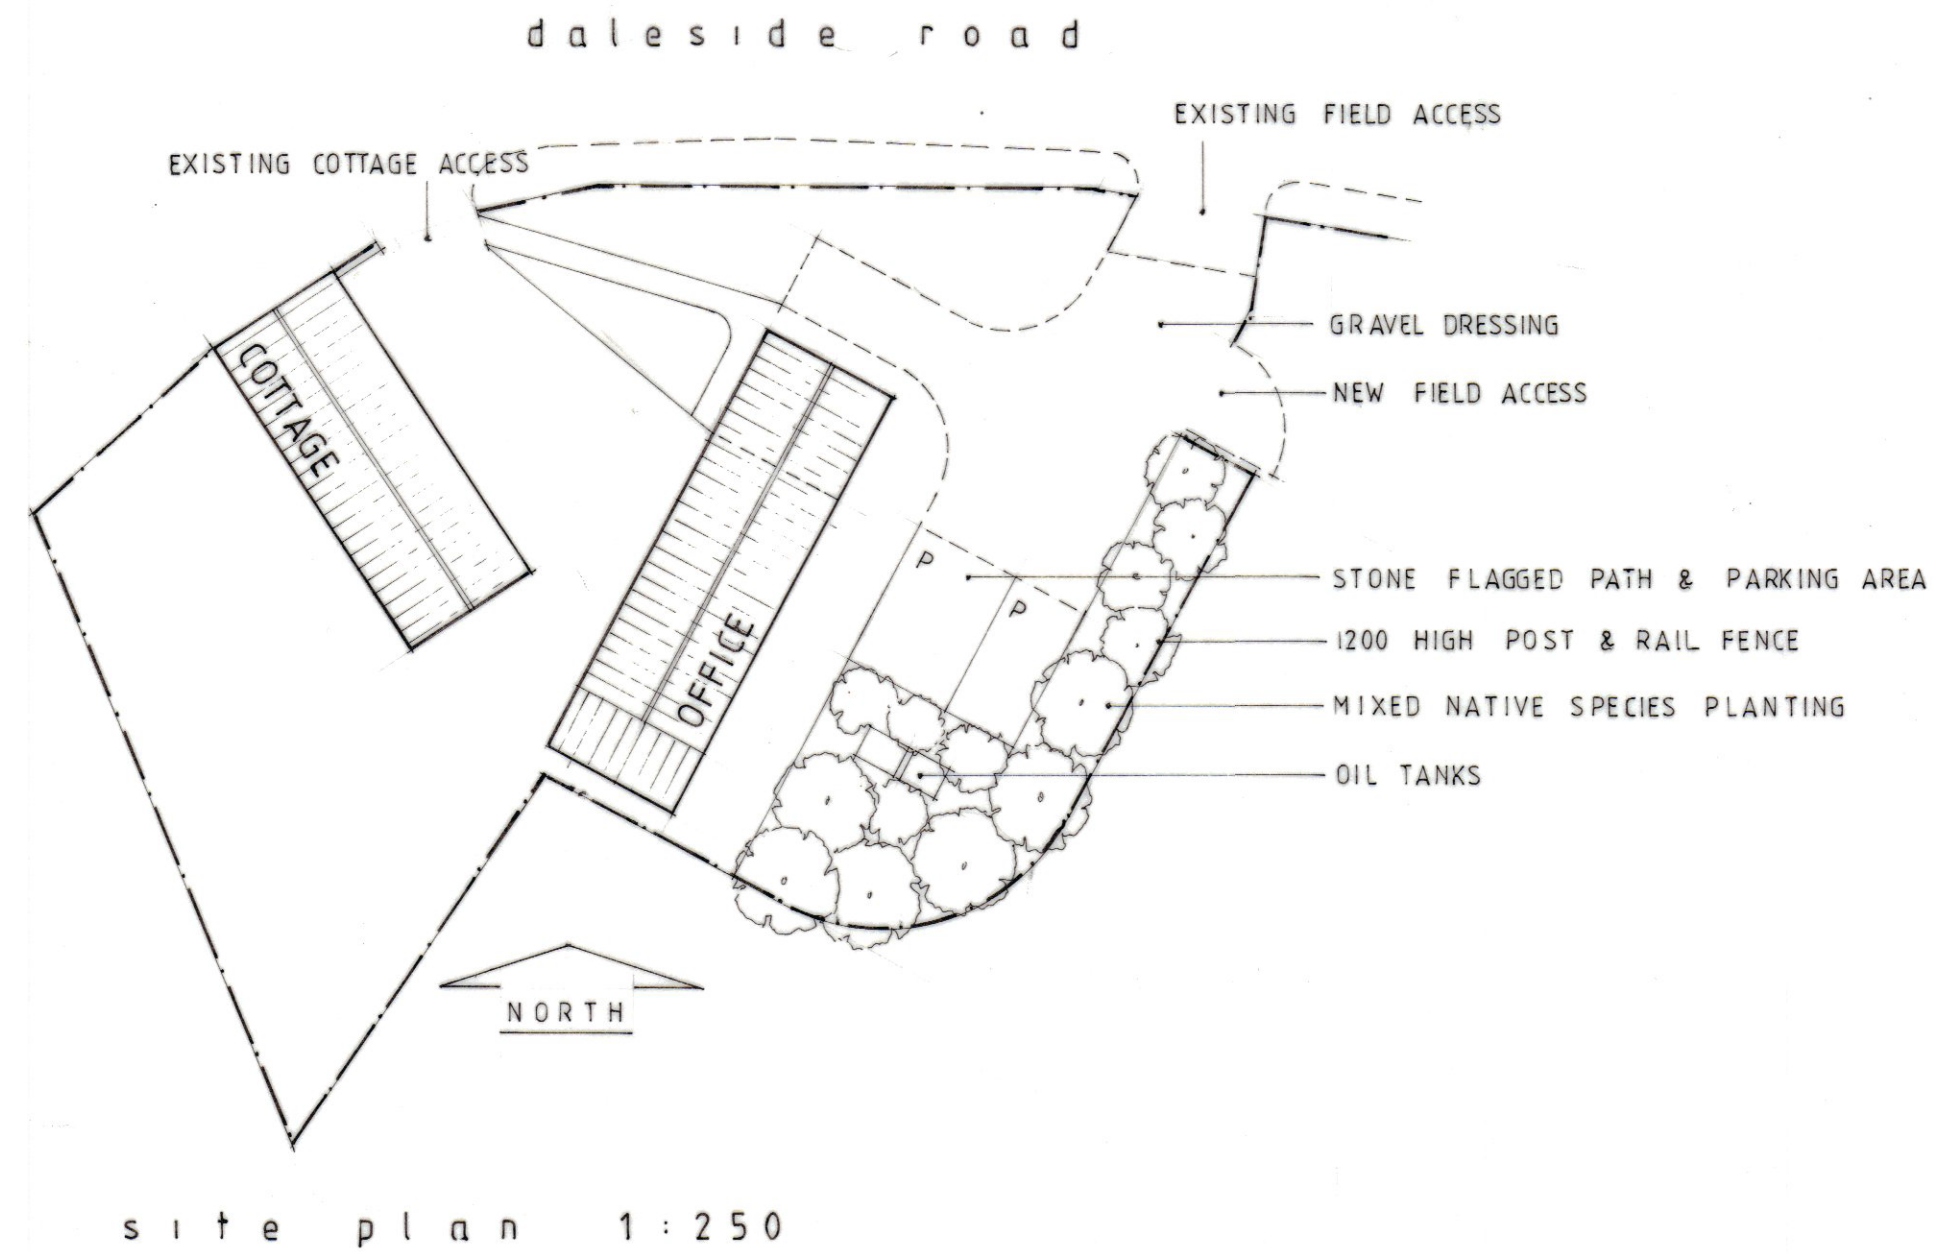 daleside road
EXISTING FIELD ACCESS
EXISTING COTTAGE ACCESS
GRAVEL DRESSING
COTTAGE
NEW FIELD ACCESS
P
STONE FLAGGED PATH & PARKING AREA
P
1200 HIGH POST & RAIL FENCE
OFFICE
MIXED NATIVE SPECIES PLANTING
OIL TANKS
NORTH
site plan 1:250